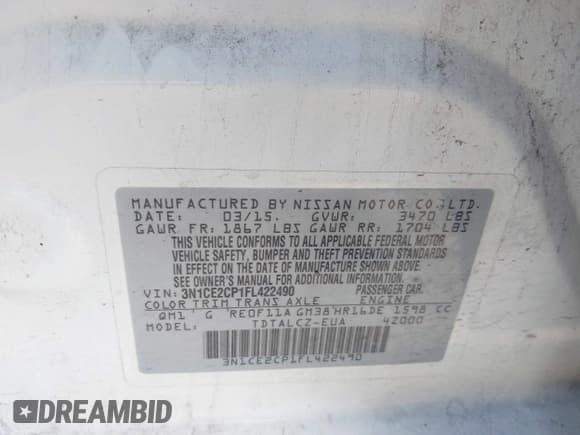 MANUFACTURED BY NISSAN MOTOR CO.,LTD.
DATE: 03/15. GVWR: 3470 LBS
GAWR FR: 1867 LBS GAWR RR: 1704 LBS
THIS VEHICLE CONFORMS TO ALL APPLICABLE FEDERAL MOTOR
VEHICLE SAFETY, BUMPER AND THEFT PREVENTION STANDARDS
IN EFFECT ON THE DATE OF MANUFACTURE SHOWN ABOVE.
SEE OWNER'S MANUAL FOR ADDITIONAL INFORMATION.
VIN: 3N1CE2CP1FL422490 PASSENGER CAR
COLOR TRIM TRANS AXLE ENGINE
QM1 G RE0F11A GM38 HR16DE 1598 CC
MODEL: TDTALCZ-EUA 42000
3N1CE2CP1FL422490
DREAMBID